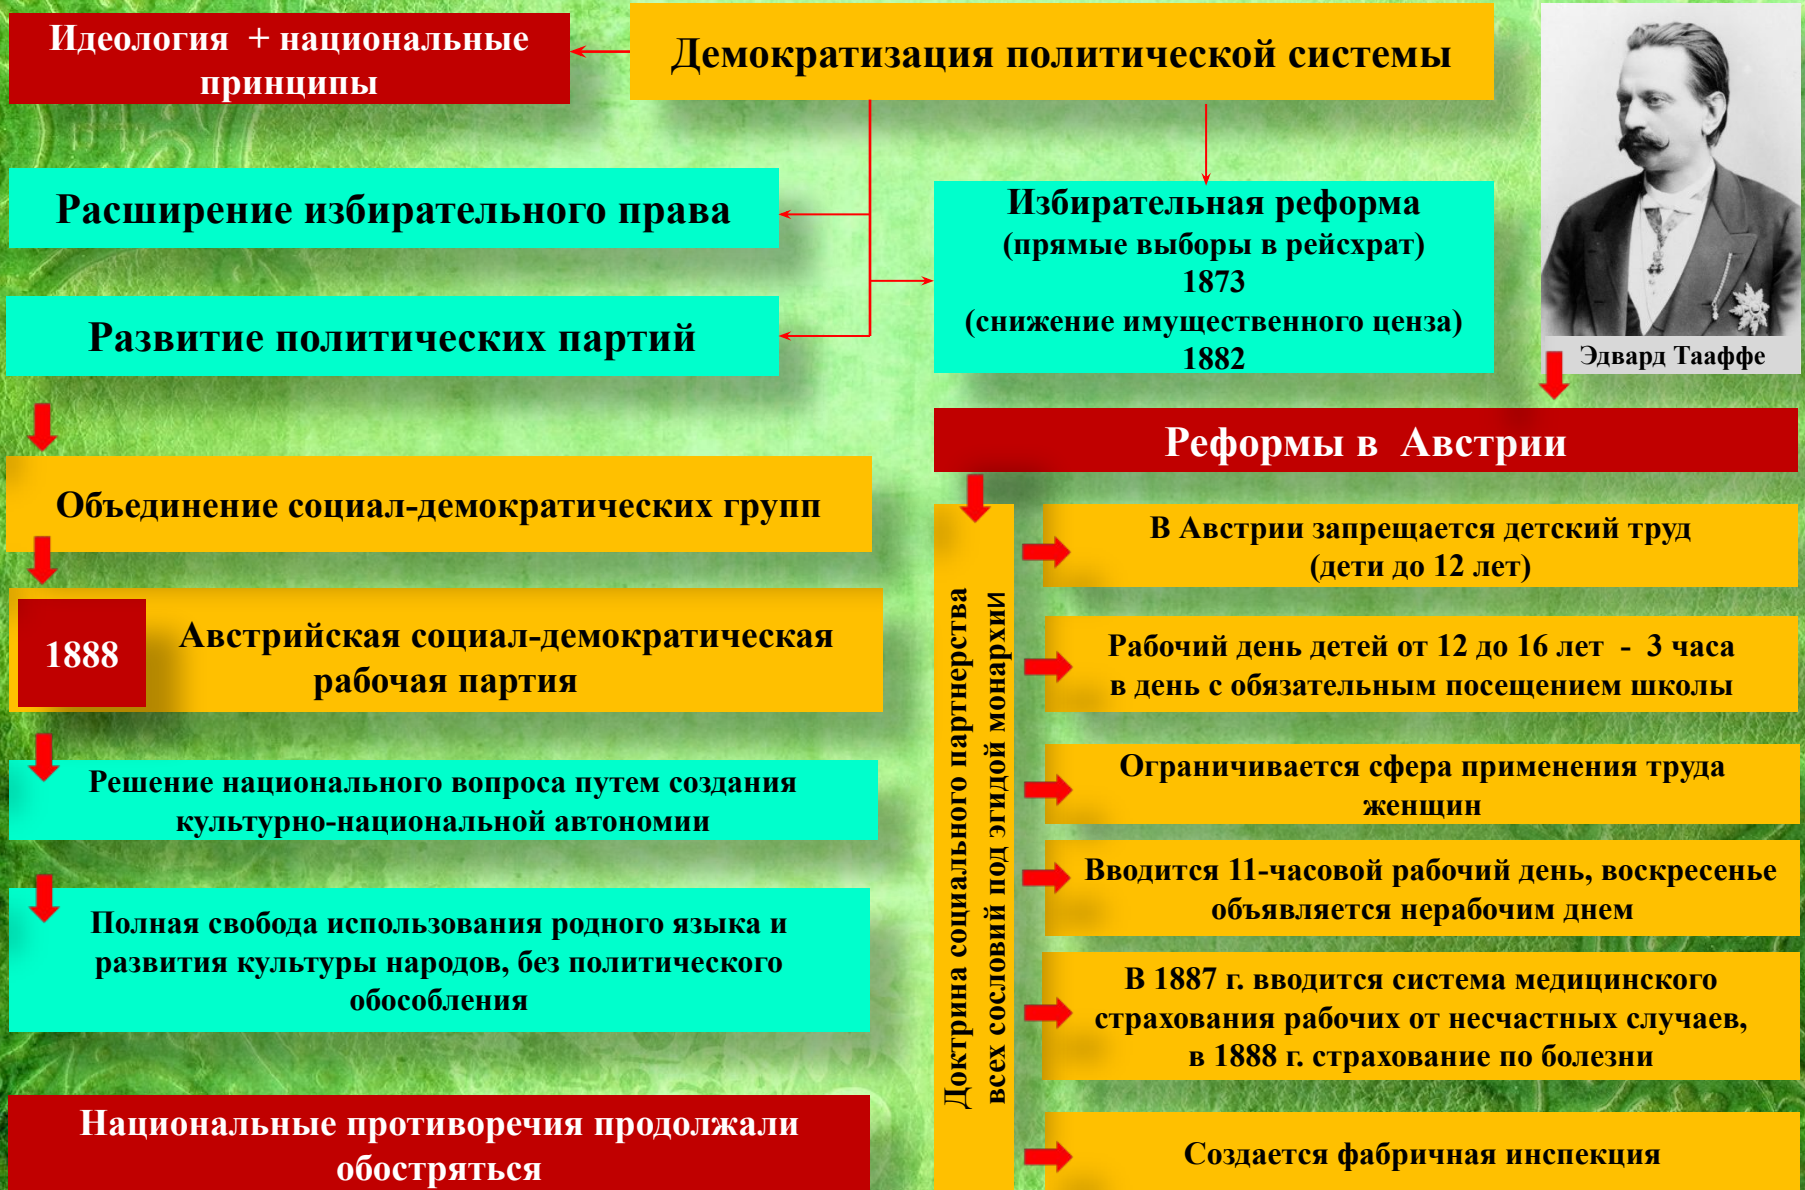 Идеология + национальные
принципы
Демократизация политической системы
Расширение избирательного права
Развитие политических партий
Избирательная реформа
(прямые выборы в рейсхрат)
1873
(снижение имущественного ценза)
1882
Эдвард Тааффе
Объединение социал-демократических групп
1888
Австрийская социал-демократическая
рабочая партия
Решение национального вопроса путем создания
культурно-национальной автономии
Полная свобода использования родного языка и
развития культуры народов, без политического
обособления
Национальные противоречия продолжали
обостряться
Реформы в Австрии
Доктрина социального партнерства
всех сословий под эгидой монархии
В Австрии запрещается детский труд
(дети до 12 лет)
Рабочий день детей от 12 до 16 лет - 3 часа
в день с обязательным посещением школы
Ограничивается сфера применения труда
женщин
Вводится 11-часовой рабочий день, воскресенье
объявляется нерабочим днем
В 1887 г. вводится система медицинского
страхования рабочих от несчастных случаев,
в 1888 г. страхование по болезни
Создается фабричная инспекция